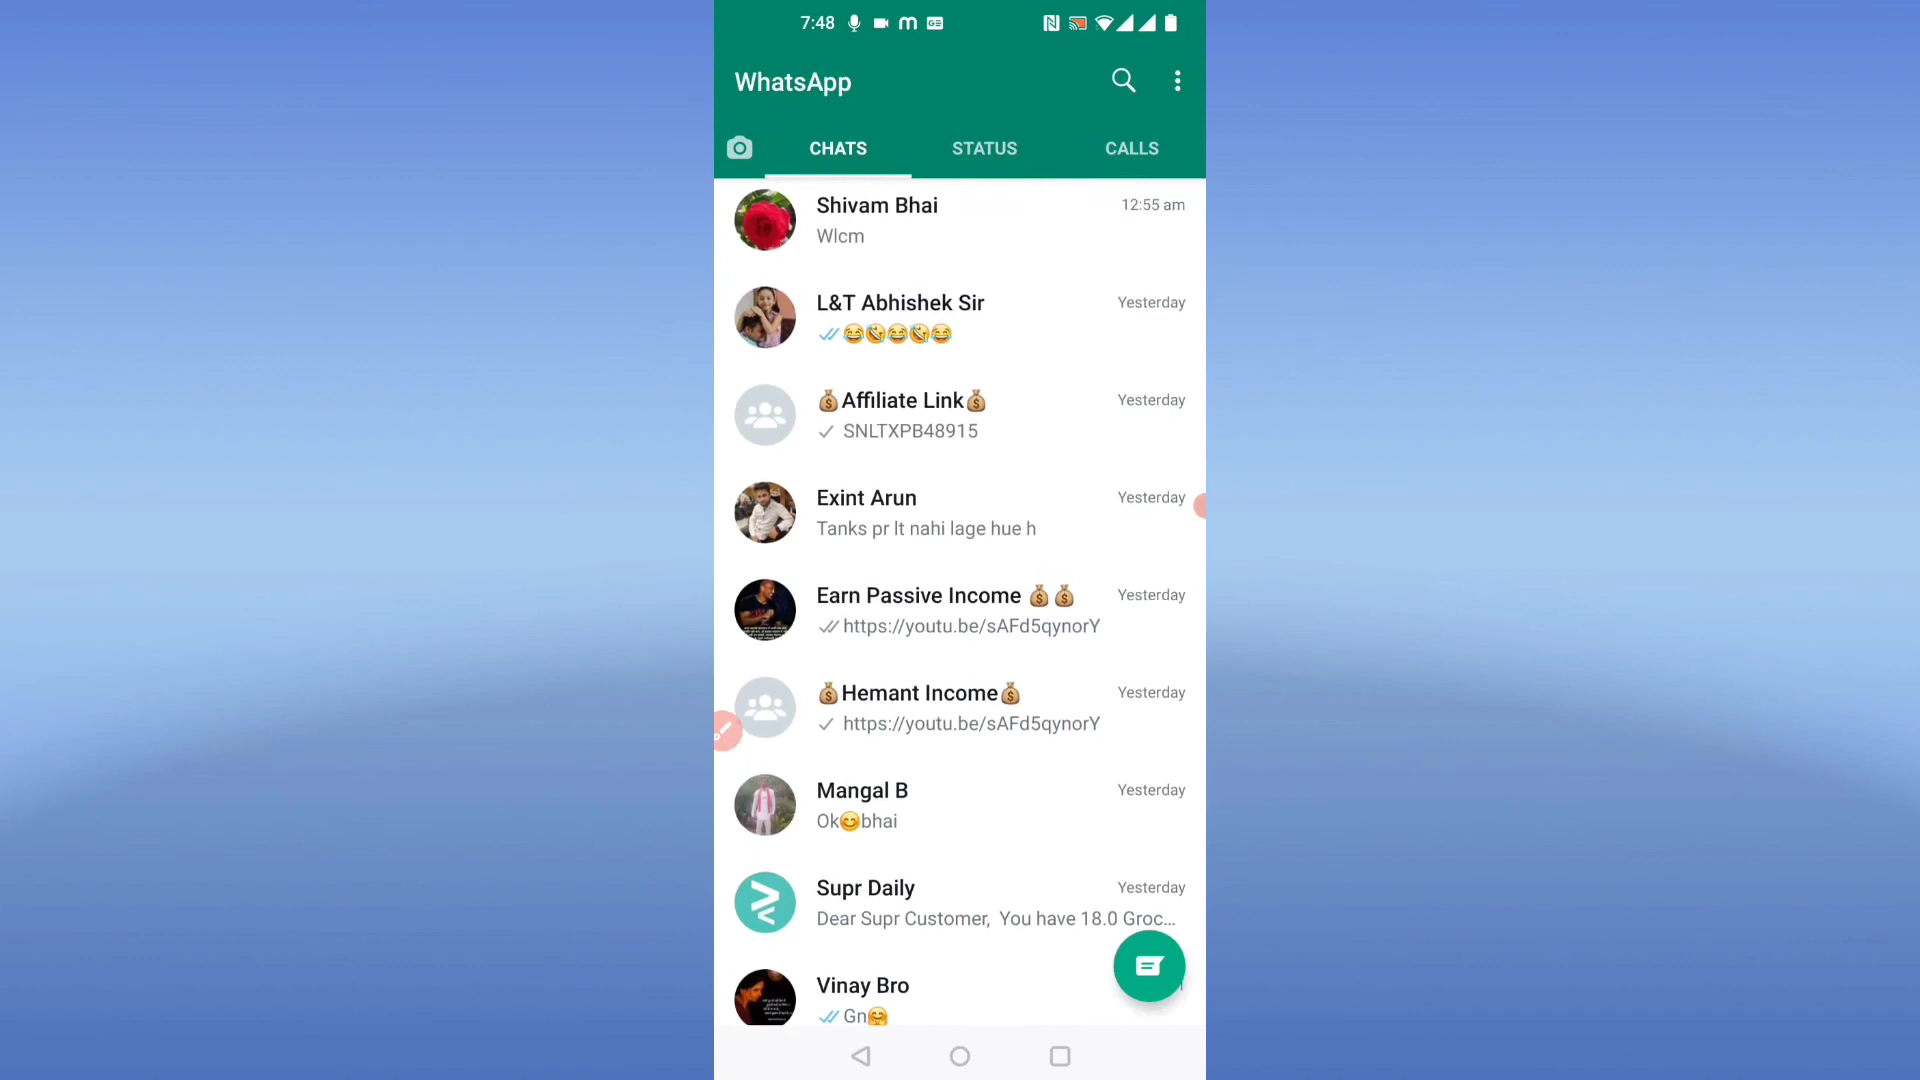 7:48
WhatsApp
CHATS STATUS CALLS
Shivam Bhai 12:55 am
Wlcm
L&T Abhishek Sir Yesterday
😂🤣😂🤣😂
💰Affiliate Link💰 Yesterday
SNLTXPB48915
Exint Arun Yesterday
Tanks pr lt nahi lage hue h
Earn Passive Income 💰💰 Yesterday
https://youtu.be/sAFd5qynorY
💰Hemant Income💰 Yesterday
https://youtu.be/sAFd5qynorY
Mangal B Yesterday
Ok😊bhai
Supr Daily Yesterday
Dear Supr Customer, You have 18.0 Groc...
Vinay Bro
Gn🤗